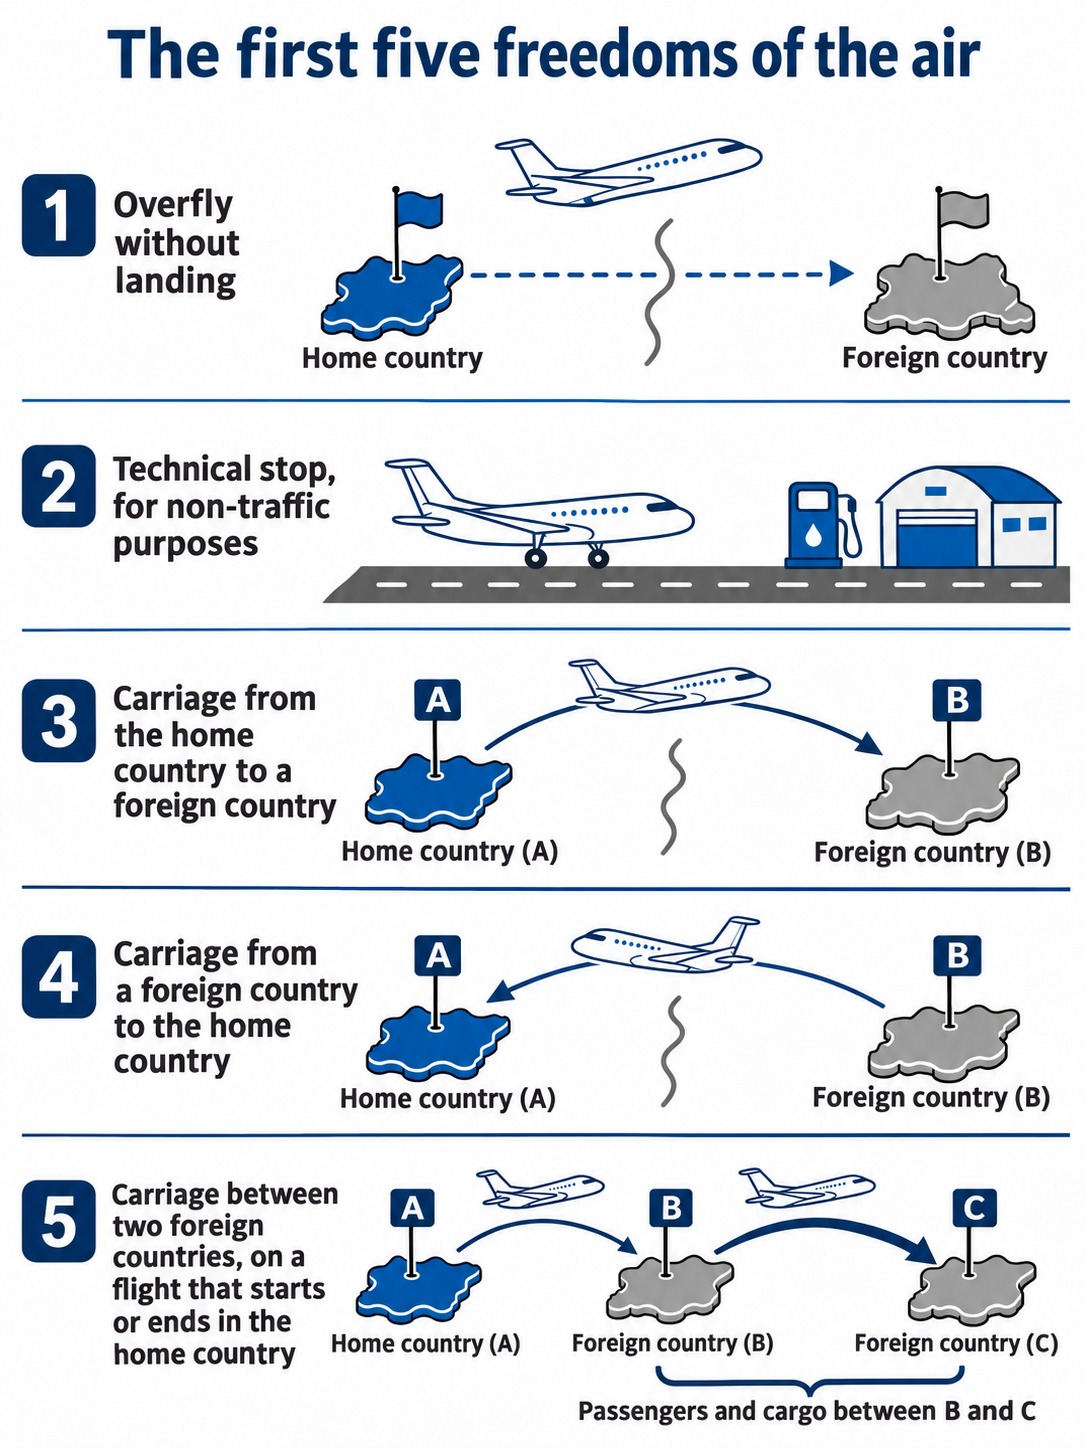 The first five freedoms of the air
1
Overfly
without
landing
Home country
Foreign country
2
Technical stop,
for non-traffic
purposes
3
Carriage from
the home
country to a
foreign country
A
B
Home country (A)
Foreign country (B)
4
Carriage from
a foreign country
to the home
country
A
B
Home country (A)
Foreign country (B)
5
Carriage between
two foreign
countries, on a
flight that starts
or ends in the
home country
A
B
C
Home country (A)
Foreign country (B)
Foreign country (C)
Passengers and cargo between B and C